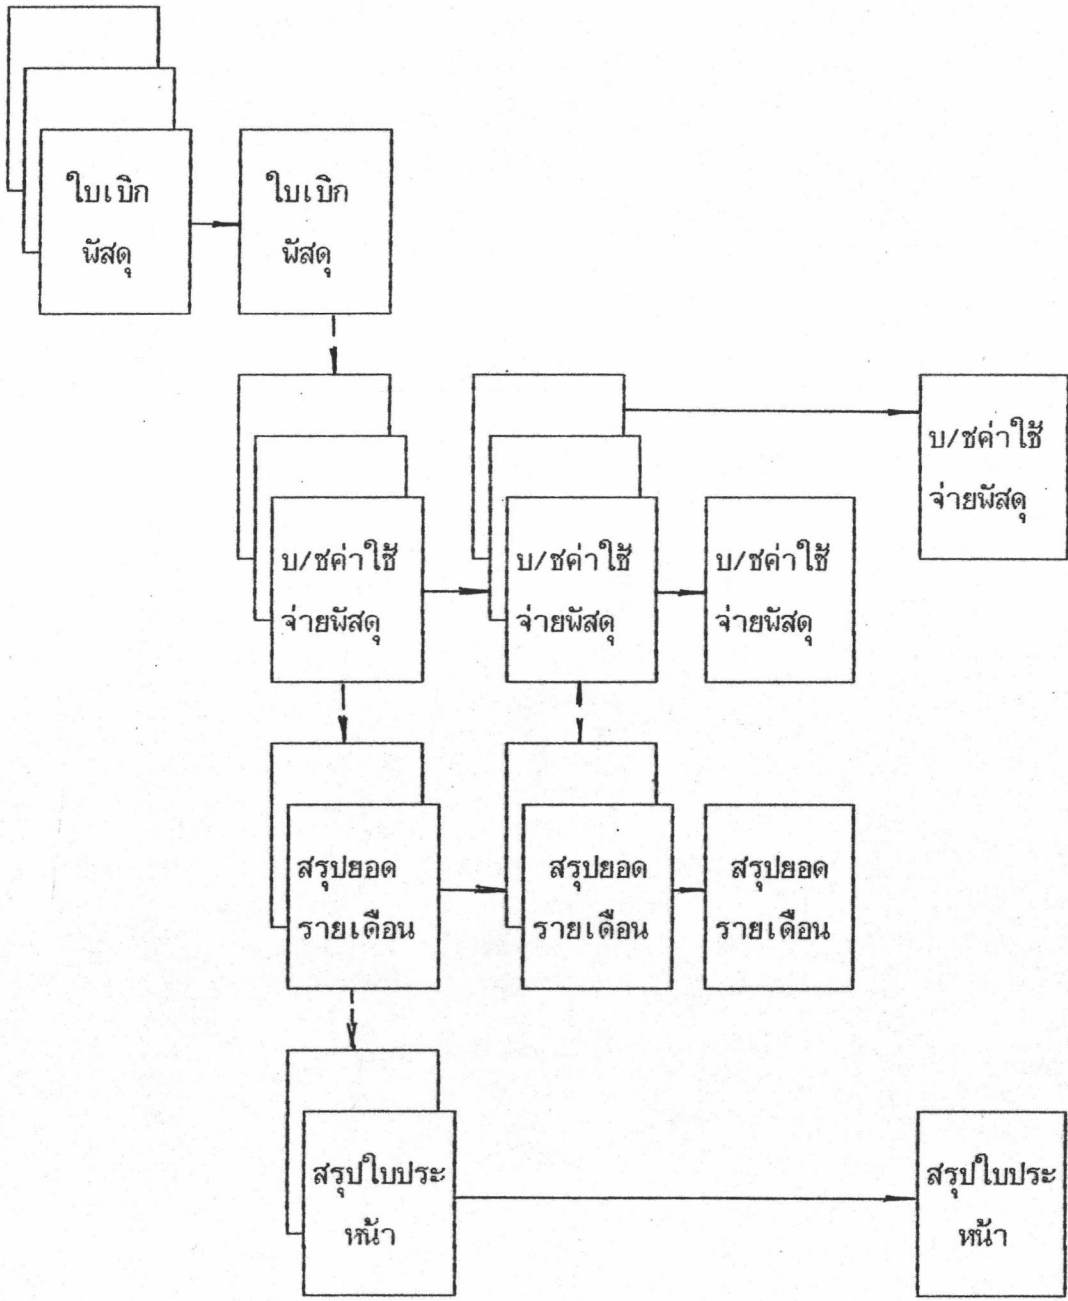 ใบเบิก
พัสดุ
ใบเบิก
พัสดุ
บ/ชค่าใช้
จ่ายพัสดุ
บ/ชค่าใช้
จ่ายพัสดุ
บ/ชค่าใช้
จ่ายพัสดุ
บ/ชค่าใช้
จ่ายพัสดุ
สรุปยอด
รายเดือน
สรุปยอด
รายเดือน
สรุปยอด
รายเดือน
สรุปใบประ
หน้า
สรุปใบประ
หน้า